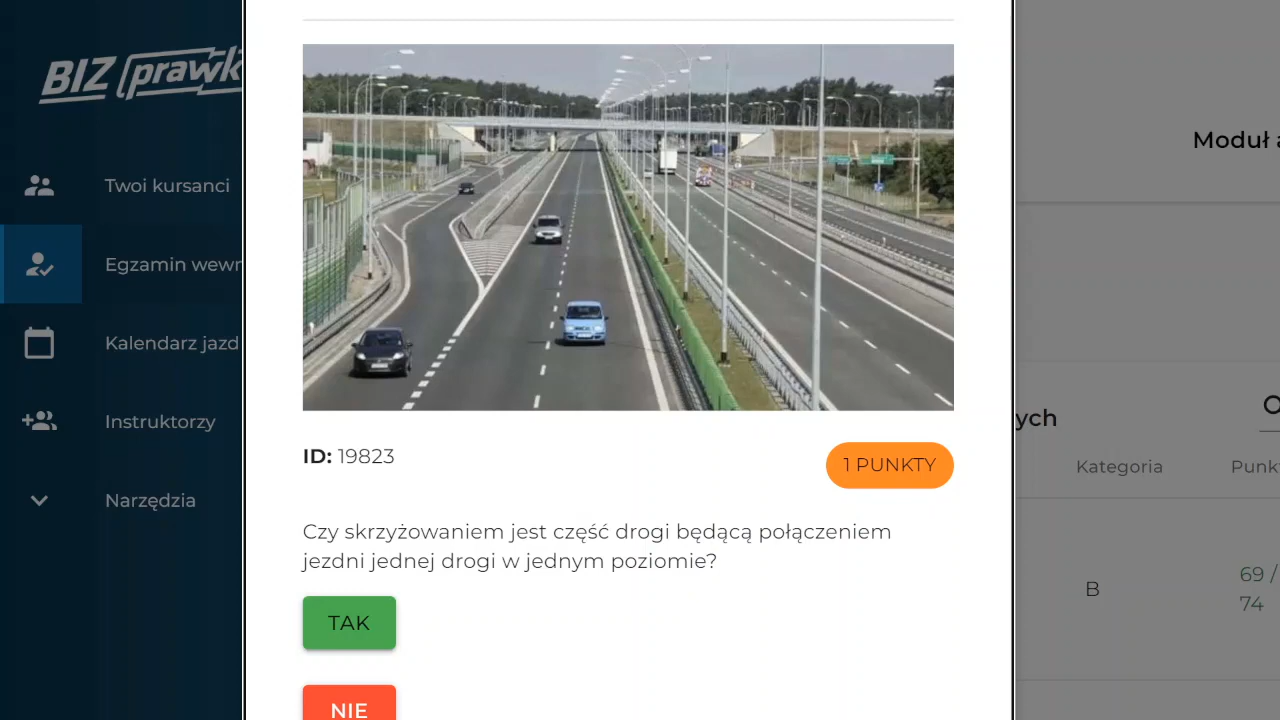 BIZ prawk
Moduł a
Twoi kursanci
Egzamin wewn
Kalendarz jazd
Instruktorzy
Narzędzia
ID: 19823
1 PUNKTY
Czy skrzyżowaniem jest część drogi będącą połączeniem
jezdni jednej drogi w jednym poziomie?
TAK
NIE
ych
Kategoria
Punk
B
69 /
74